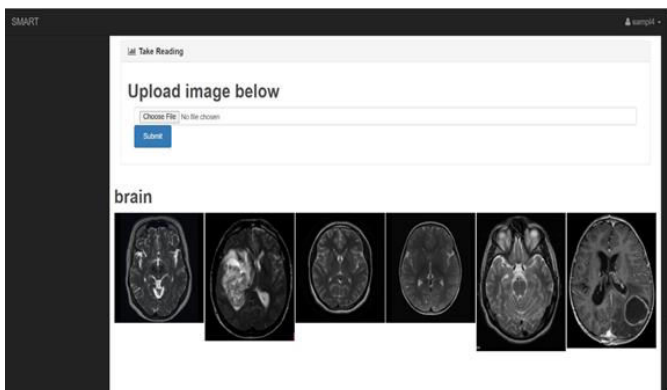 SMART
sampl4
Take Reading
Upload image below
Choose File No file chosen
Submit
brain